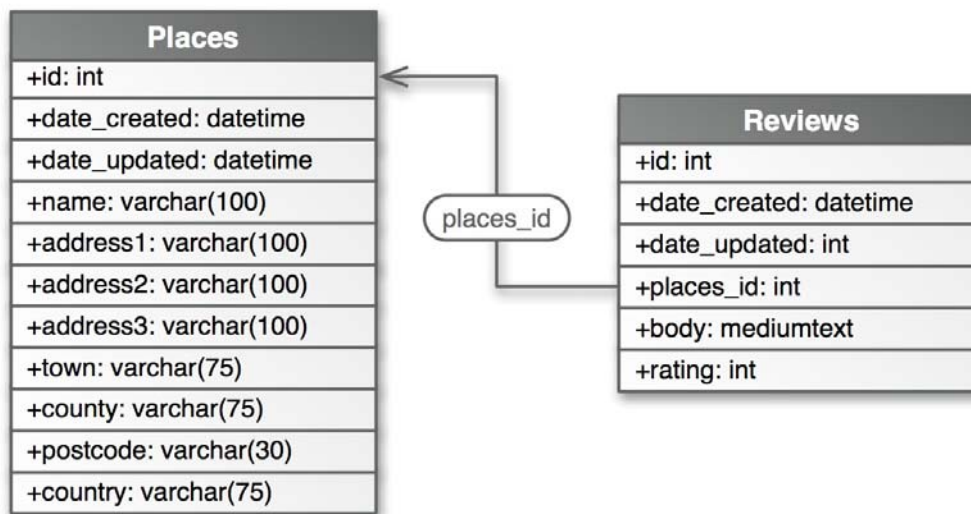 Places
+id: int
+date_created: datetime
+date_updated: datetime
+name: varchar(100)
+address1: varchar(100)
+address2: varchar(100)
+address3: varchar(100)
+town: varchar(75)
+county: varchar(75)
+postcode: varchar(30)
+country: varchar(75)
places_id
Reviews
+id: int
+date_created: datetime
+date_updated: int
+places_id: int
+body: mediumtext
+rating: int